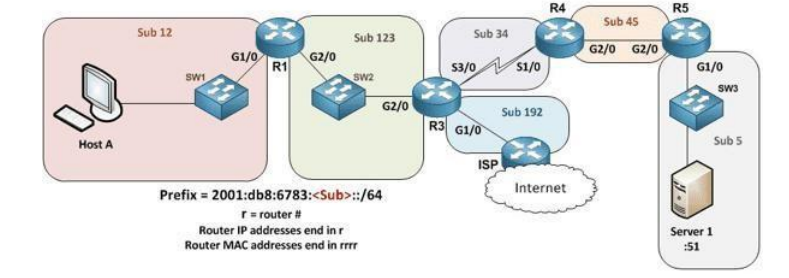 R4
Sub 45
R5
Sub 12
Sub 34
Sub 123
G1/0
G2/0
G2/0
G2/0
SW1
R1
SW2
S3/0
S1/0
G1/0
G2/0
SW3
R3
Sub 192
G1/0
Sub 5
Host A
ISP
Internet
Prefix = 2001:db8:6783:<Sub>::/64
r = router #
Router IP addresses end in r
Router MAC addresses end in rrrr
Server 1
:51